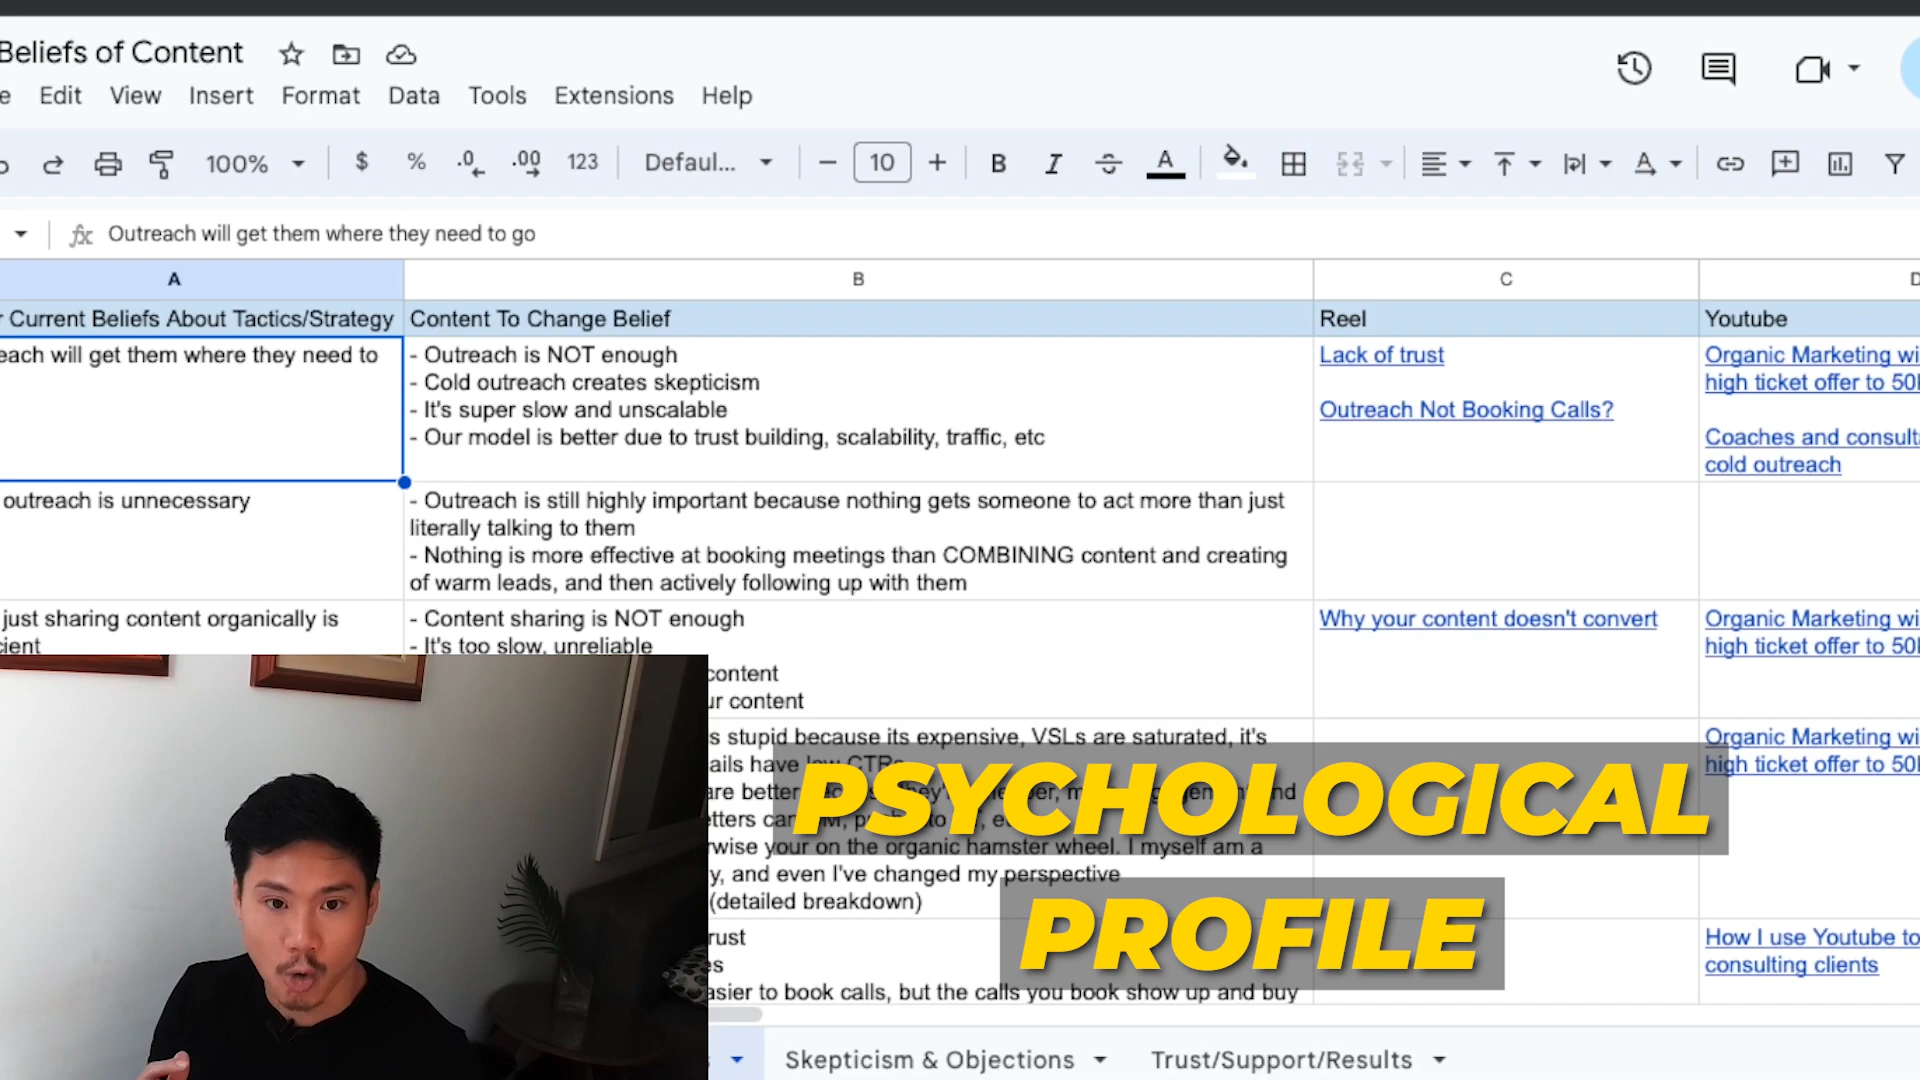 Beliefs of Content
Edit View Insert Format Data Tools Extensions Help
100% $ % .0 .00 123 Defaul... 10 B I A
fx Outreach will get them where they need to go
A B C
Current Beliefs About Tactics/Strategy Content To Change Belief Reel Youtube
will get them where they need to
- Outreach is NOT enough
- Cold outreach creates skepticism
- It's super slow and unscalable
- Our model is better due to trust building, scalability, traffic, etc
Lack of trust
Outreach Not Booking Calls?
Organic Marketing
high ticket offer to
Coaches and
cold outreach
outreach is unnecessary
- Outreach is still highly important because nothing gets someone to act more than just
literally talking to them
- Nothing is more effective at booking meetings than COMBINING content and creating
of warm leads, and then actively following up with them
just sharing content organically is
- Content sharing is NOT enough
- It's too slow, unreliable
content
content
Why your content doesn't convert
Organic Marketing
high ticket offer to
stupid because its expensive, VSLs are saturated, it's
have
are better
your on the organic hamster wheel. I myself am a
and even I've changed my perspective
(detailed breakdown)
Organic Marketing
high ticket offer to
PSYCHOLOGICAL
PROFILE
to book calls, but the calls you book show up and buy
How I use Youtube to
consulting clients
Skepticism & Objections Trust/Support/Results